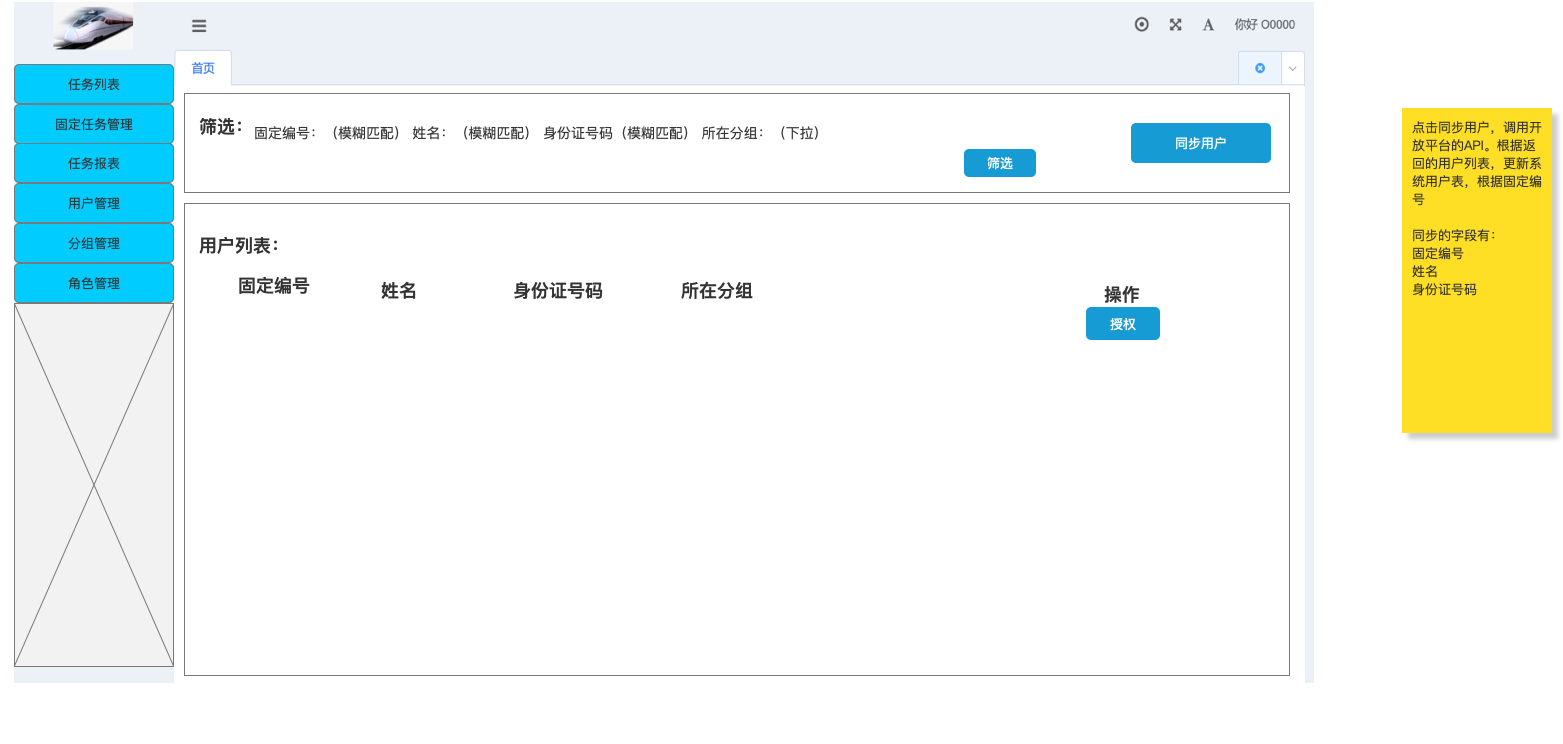 你好 O0000
首页
任务列表
固定任务管理
任务报表
用户管理
分组管理
角色管理
筛选：
固定编号：（模糊匹配） 姓名：（模糊匹配） 身份证号码（模糊匹配） 所在分组：（下拉）
筛选
同步用户
用户列表：
固定编号 姓名 身份证号码 所在分组 操作
授权
点击同步用户，调用开
放平台的API。根据返
回的用户列表，更新系
统用户表，根据固定编
号
同步的字段有：
固定编号
姓名
身份证号码